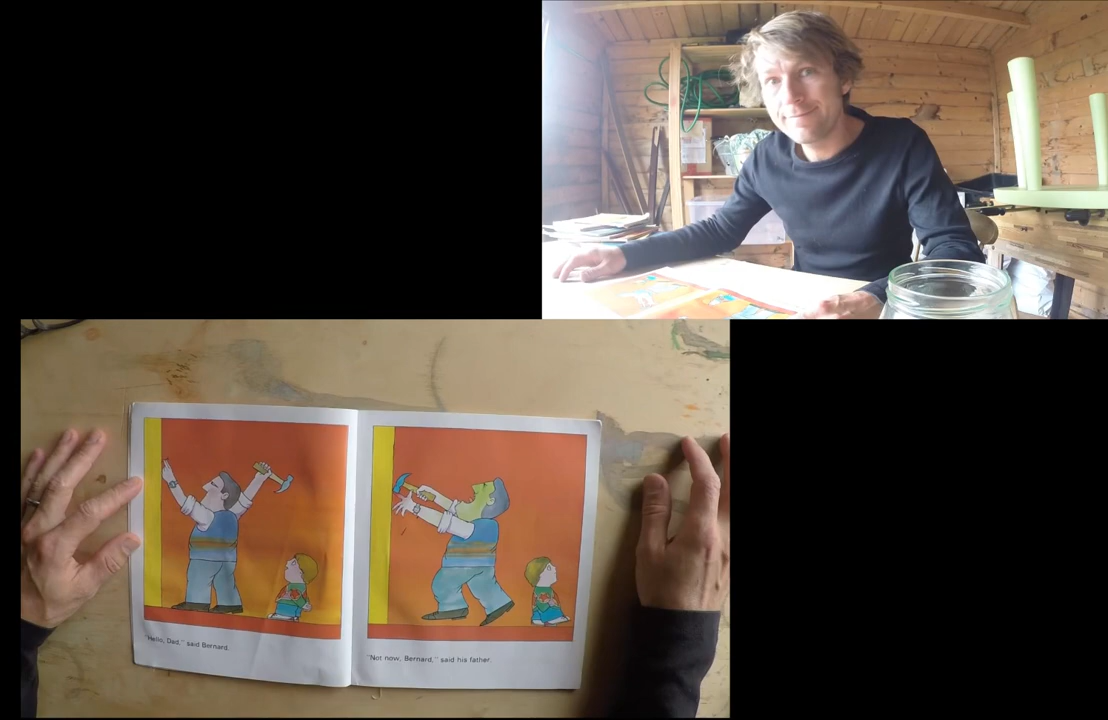 "Hello, Dad," said Bernard.
"Not now, Bernard," said his father.